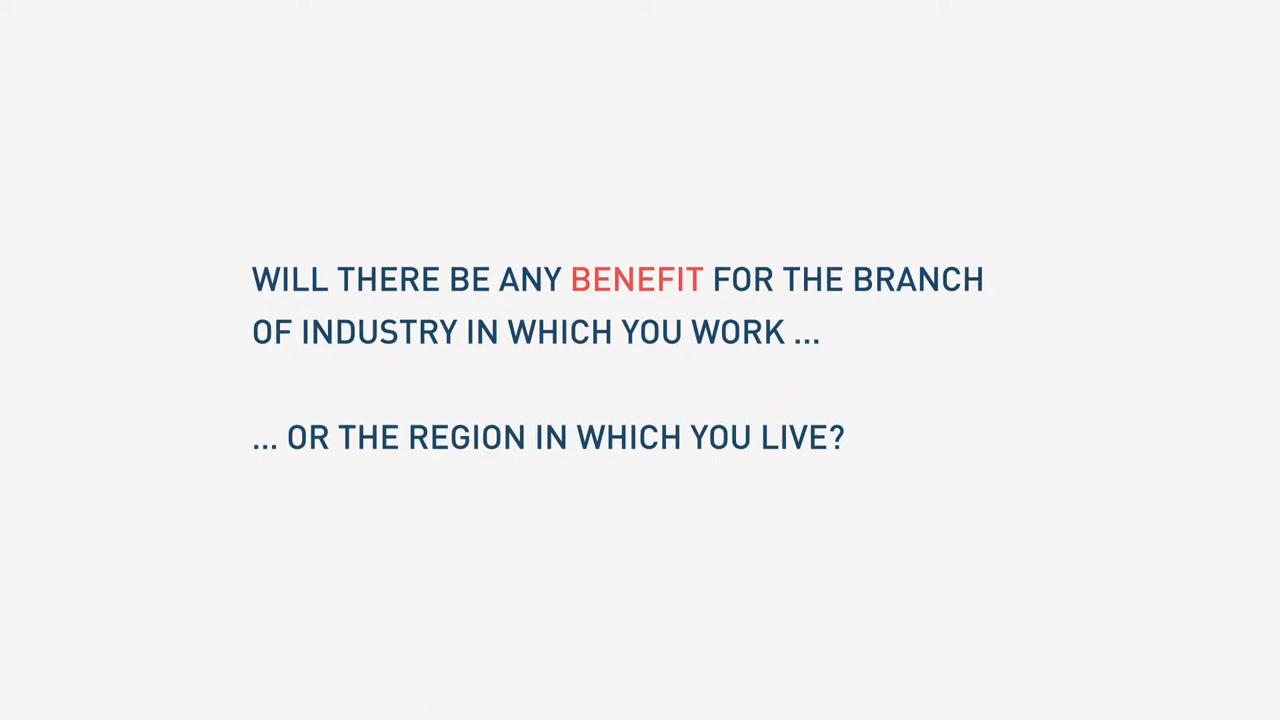 WILL THERE BE ANY BENEFIT FOR THE BRANCH
OF INDUSTRY IN WHICH YOU WORK ...
... OR THE REGION IN WHICH YOU LIVE?